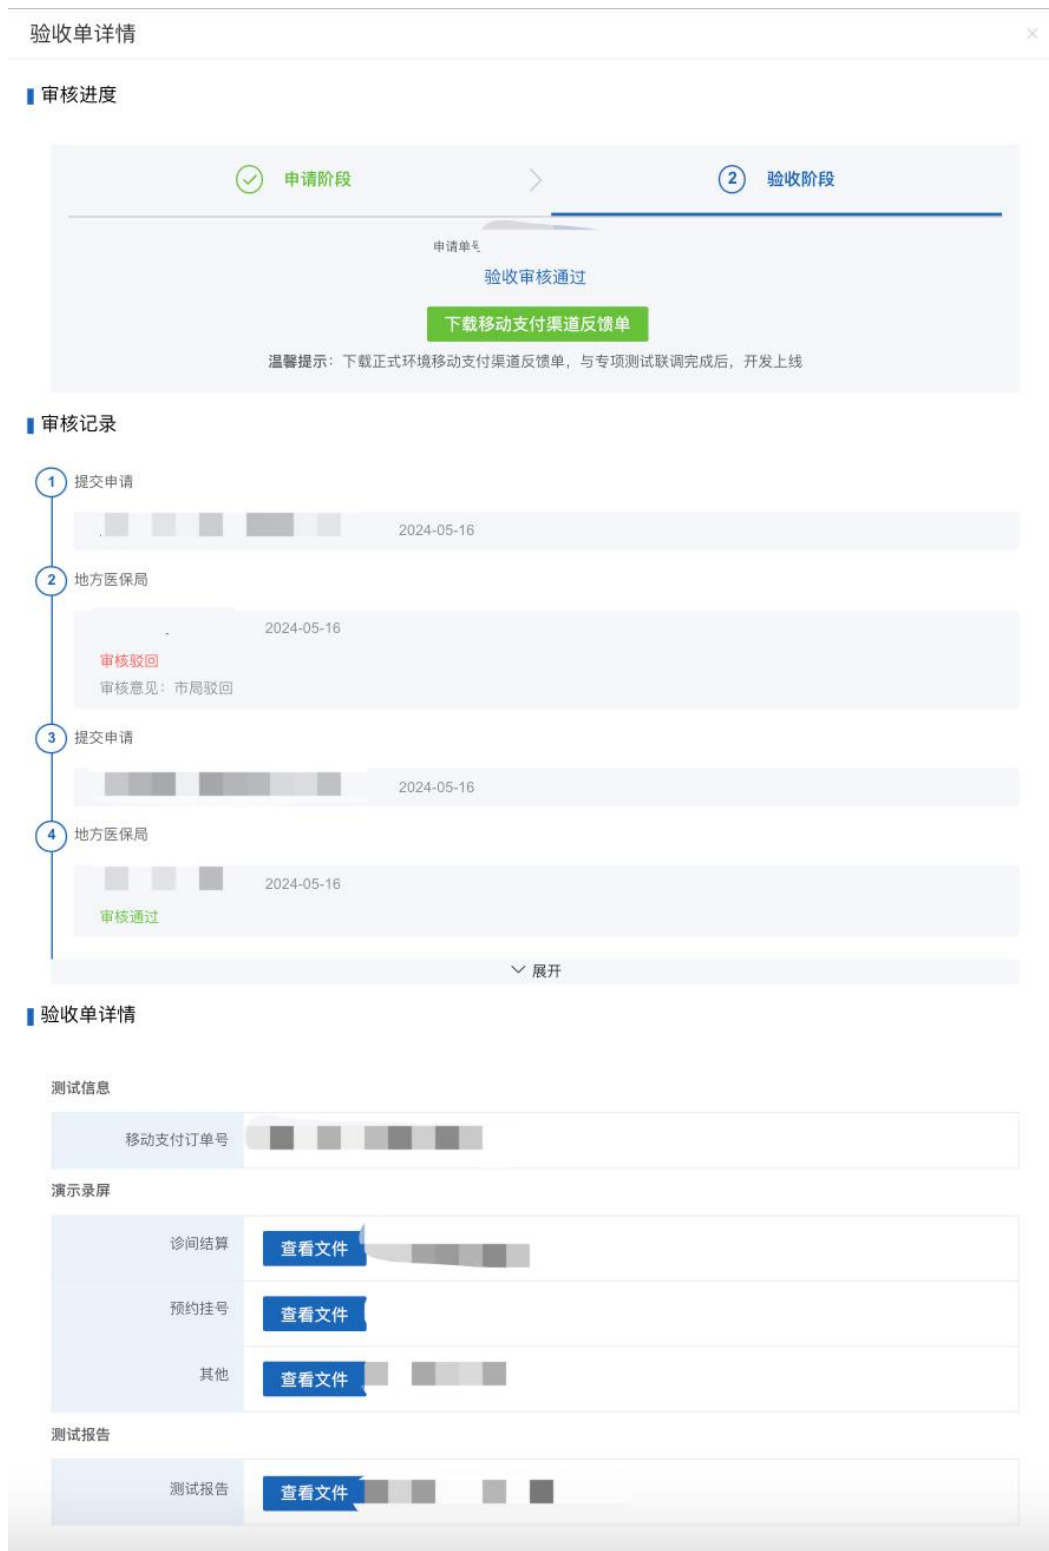 验收单详情
审核进度
申请阶段
2 验收阶段
申请单号
验收审核通过
下载移动支付渠道反馈单
温馨提示：下载正式环境移动支付渠道反馈单，与专项测试联调完成后，开发上线
审核记录
1 提交申请
2024-05-16
2 地方医保局
2024-05-16
审核驳回
审核意见：市局驳回
3 提交申请
2024-05-16
4 地方医保局
2024-05-16
审核通过
展开
验收单详情
测试信息
移动支付订单号
演示录屏
诊间结算 查看文件
预约挂号 查看文件
其他 查看文件
测试报告
测试报告 查看文件